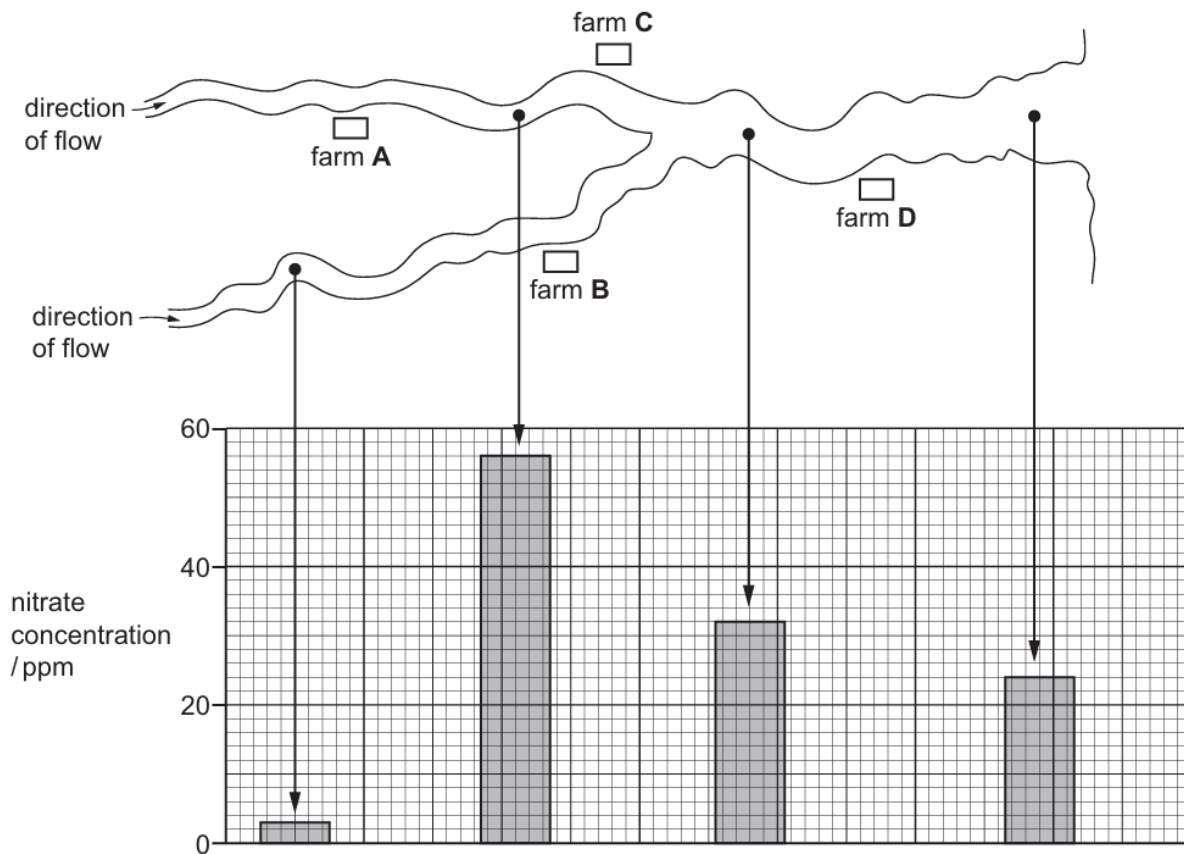 farm C
direction
of flow
farm A
farm D
farm B
direction
of flow
60
40
nitrate
concentration
/ ppm
20
0